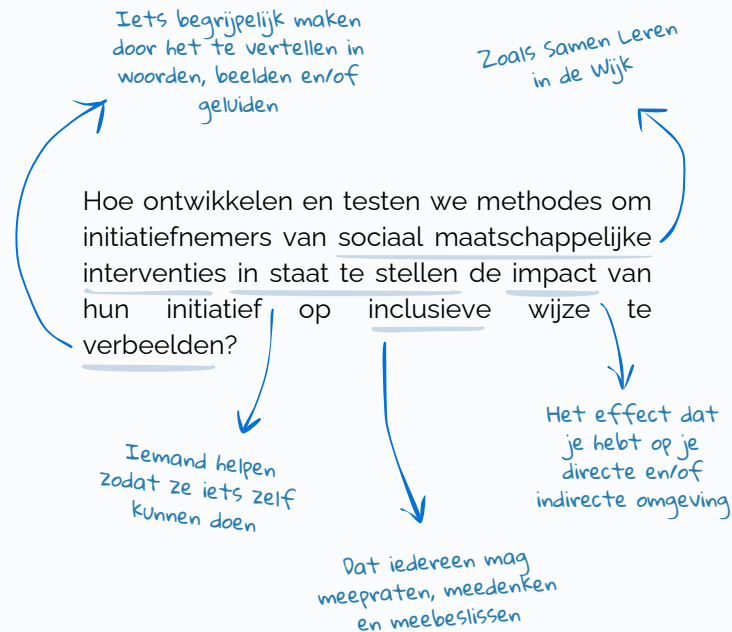 Iets begrijpelijk maken
door het te vertellen in
woorden, beelden en/of
geluiden
Zoals Samen Leren
in de Wijk
Hoe ontwikkelen en testen we methodes om
initiatiefnemers van sociaal maatschappelijke
interventies in staat te stellen de impact van
hun initiatief op inclusieve wijze te
verbeelden?
Iemand helpen
zodat ze iets zelf
kunnen doen
Het effect dat
je hebt op je
directe en/of
indirecte omgeving
Dat iedereen mag
meepraten, meedenken
en meebeslissen